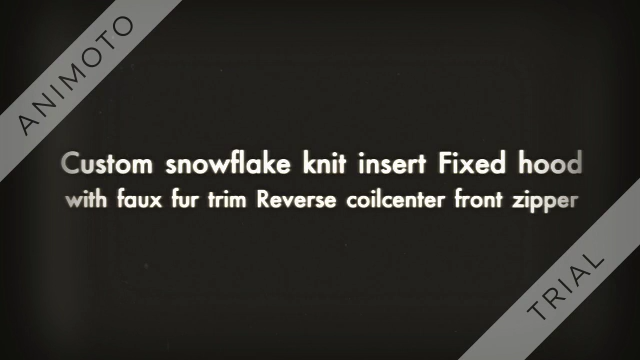 ANIMOTO
Custom snowflake knit insert Fixed hood
with faux fur trim Reverse coilcenter front zipper
TRIAL